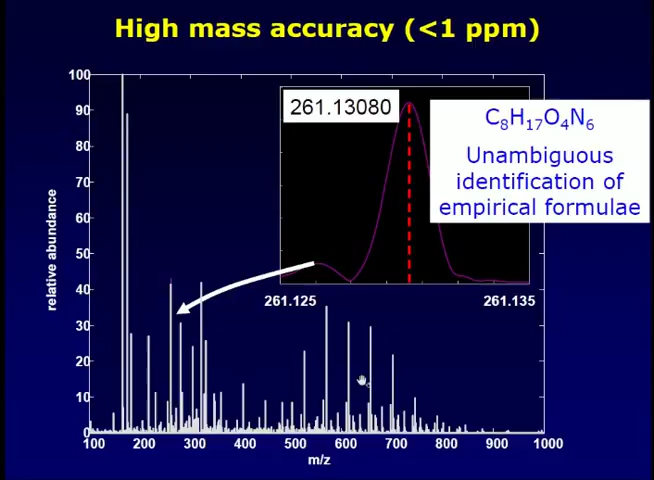 High mass accuracy (<1 ppm)
100
90
80
70
60
50
40
30
20
10
0
relative abundance
261.13080
C₈H₁₇O₄N₆
Unambiguous
identification of
empirical formulae
261.125 261.135
100 200 300 400 500 600 700 800 900 1000
m/z